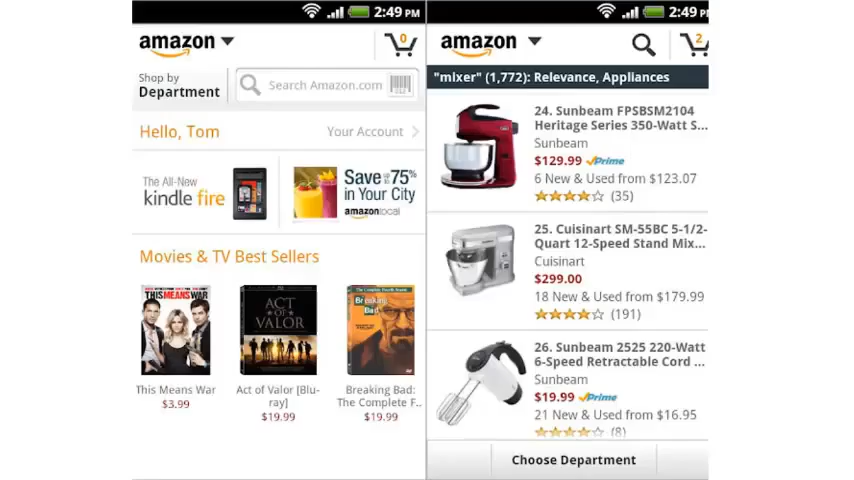 2:49 PM
amazon
0
Shop by
Department
Search Amazon.com
Hello, Tom
Your Account
The All-New
kindle fire
Save up to 75%
in Your City
amazonlocal
Movies & TV Best Sellers
THIS MEANS WAR
ACT
OF
VALOR
The Complete Fourth Season
Breaking
Bad
This Means War
$3.99
Act of Valor [Blu-
ray]
$19.99
Breaking Bad:
The Complete F...
$19.99
2:49 PM
amazon
2
"mixer" (1,772): Relevance, Appliances
24. Sunbeam FPSBSM2104
Heritage Series 350-Watt S...
Sunbeam
$129.99 Prime
6 New & Used from $123.07
(35)
25. Cuisinart SM-55BC 5-1/2-
Quart 12-Speed Stand Mix...
Cuisinart
$299.00
18 New & Used from $179.99
(191)
26. Sunbeam 2525 220-Watt
6-Speed Retractable Cord ...
Sunbeam
$19.99 Prime
21 New & Used from $16.95
(8)
Choose Department